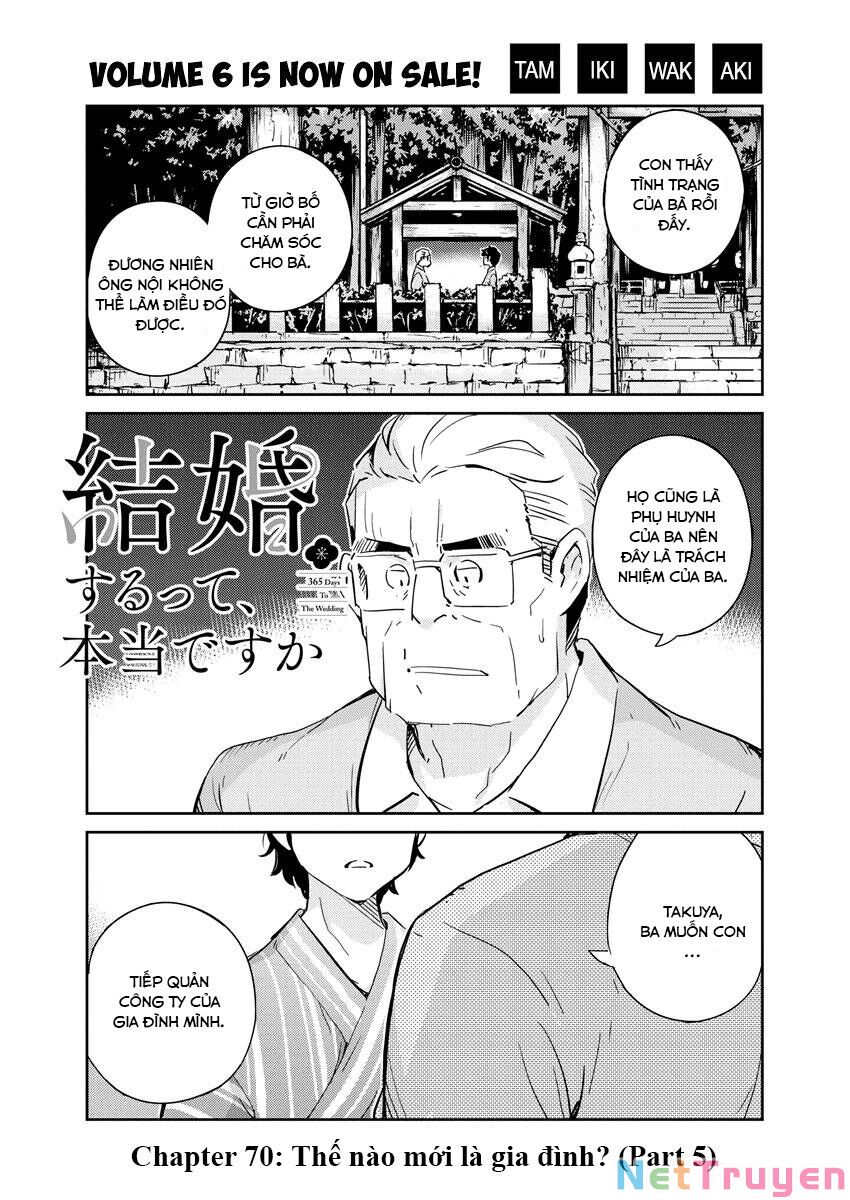 VOLUME 6 IS NOW ON SALE!
TAM IKI WAK AKI
CON THẤY
TÌNH TRẠNG
CỦA BÀ RỒI
ĐẤY.
TỪ GIỜ BỐ
CẦN PHẢI
CHĂM SÓC
CHO BÀ.
ĐƯƠNG NHIÊN
ÔNG NỘI KHÔNG
THỂ LÀM ĐIỀU ĐÓ
ĐƯỢC.
結婚
するって、
本当ですか
365 Days
To
The Wedding
HỌ CŨNG LÀ
PHỤ HUYNH
CỦA BA NÊN
ĐÂY LÀ TRÁCH
NHIỆM CỦA BA.
TAKUYA,
BA MUỐN CON
...
TIẾP QUẢN
CÔNG TY CỦA
GIA ĐÌNH MÌNH.
Chapter 70: Thế nào mới là gia đình? (Part 5)
NetTruyen